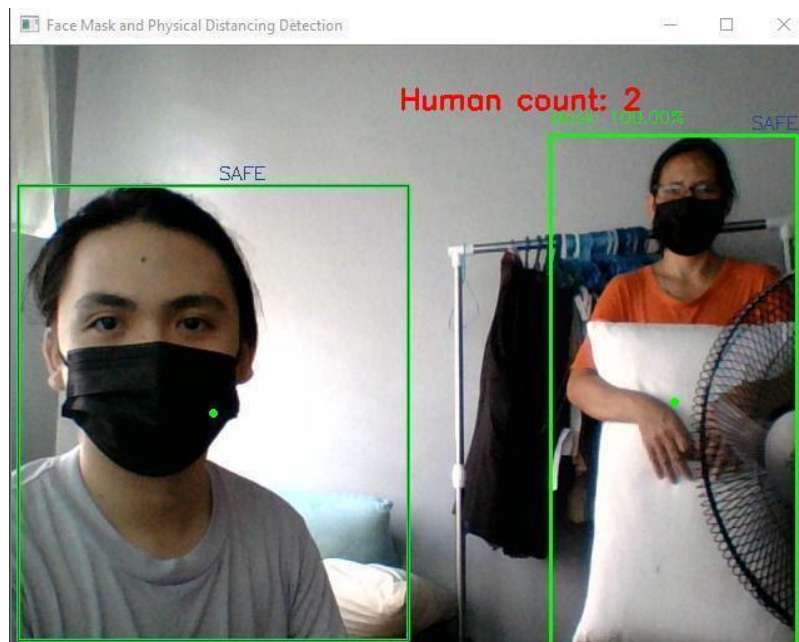 Face Mask and Physical Distancing Detection
Human count: 2
Mask: 100.00%
SAFE
SAFE